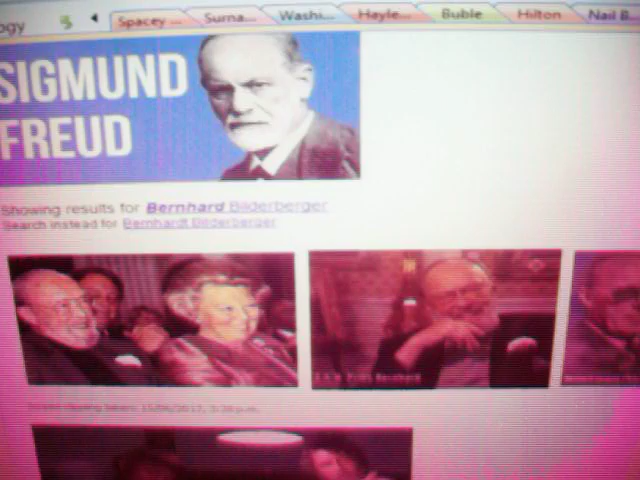 ogy Spacey ... Surna... Washi... Hayle... Buble Hilton Nail B...
SIGMUND
FREUD
Showing results for Bernhard Bilderberger
Search instead for Bernhardt Bilderberger